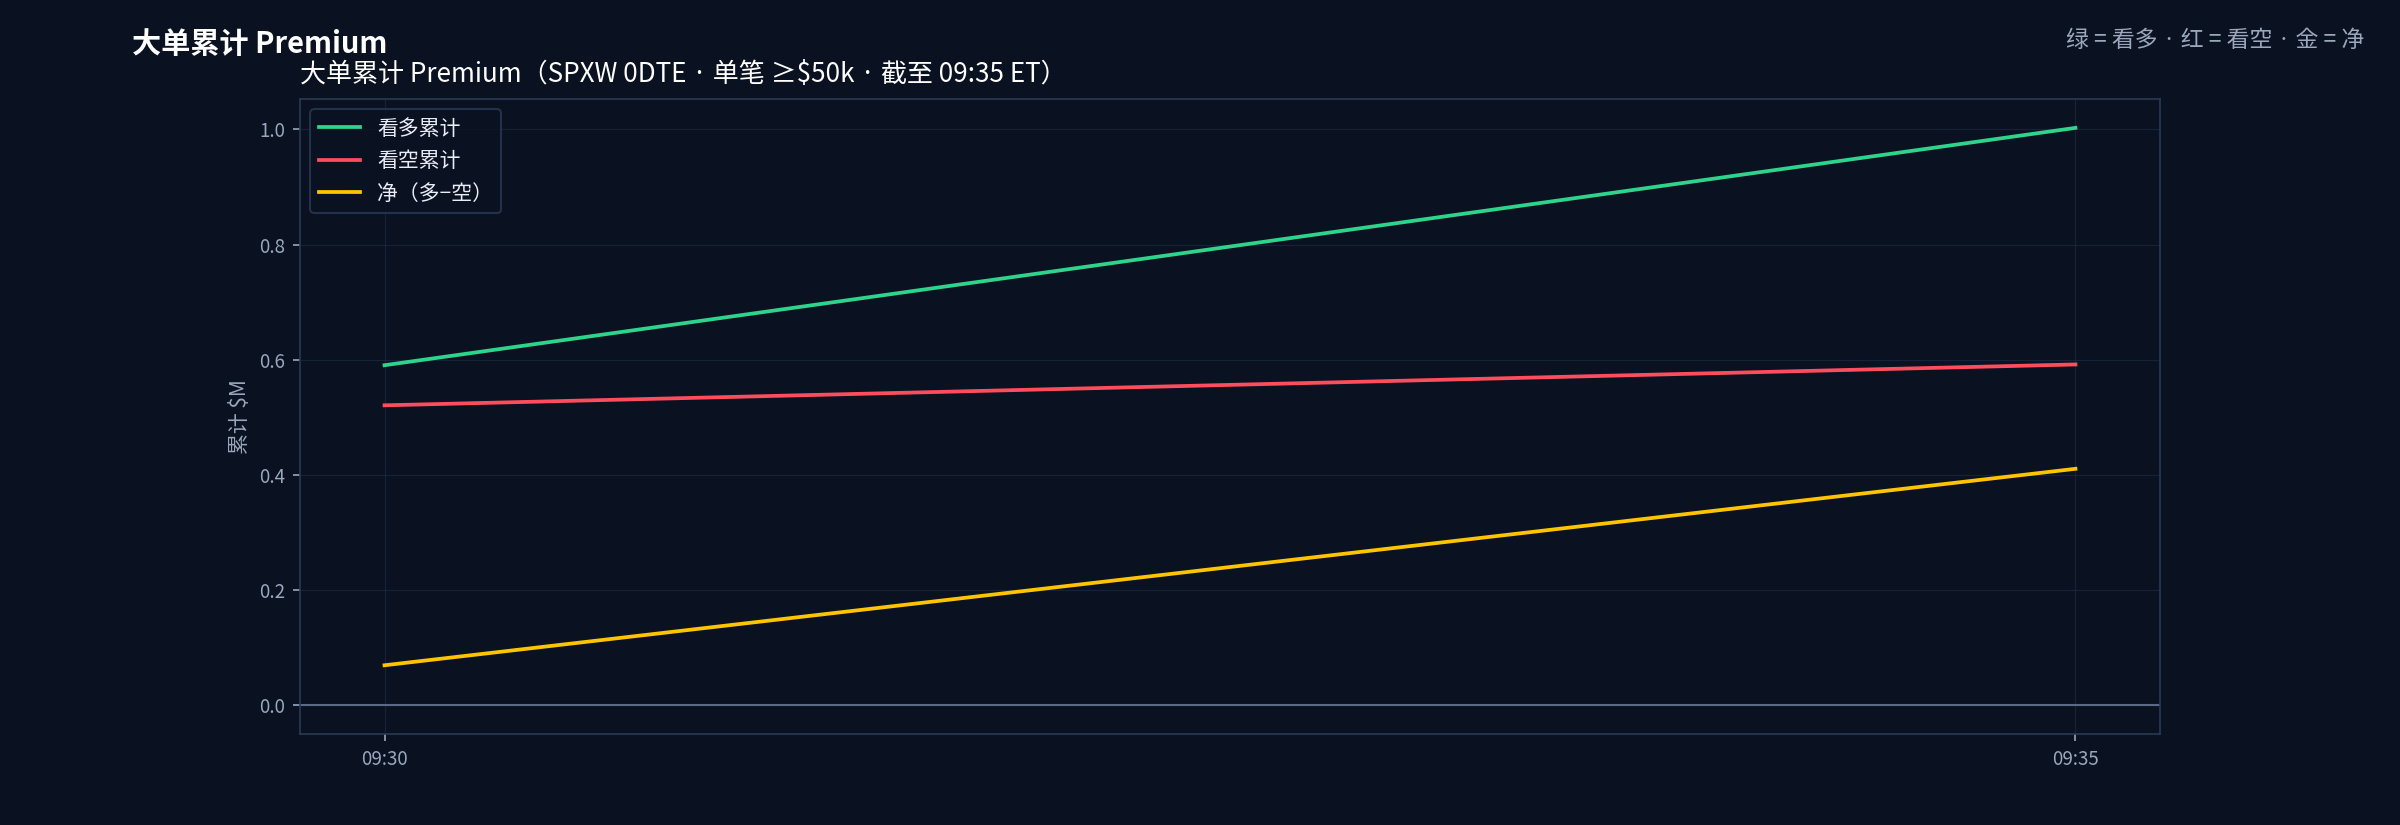 大单累计 Premium
绿 = 看多 · 红 = 看空 · 金 = 净
大单累计 Premium（SPXW 0DTE · 单笔 ≥$50k · 截至 09:35 ET）
看多累计
看空累计
净（多−空）
累计 $M
1.0
0.8
0.6
0.4
0.2
0.0
09:30
09:35